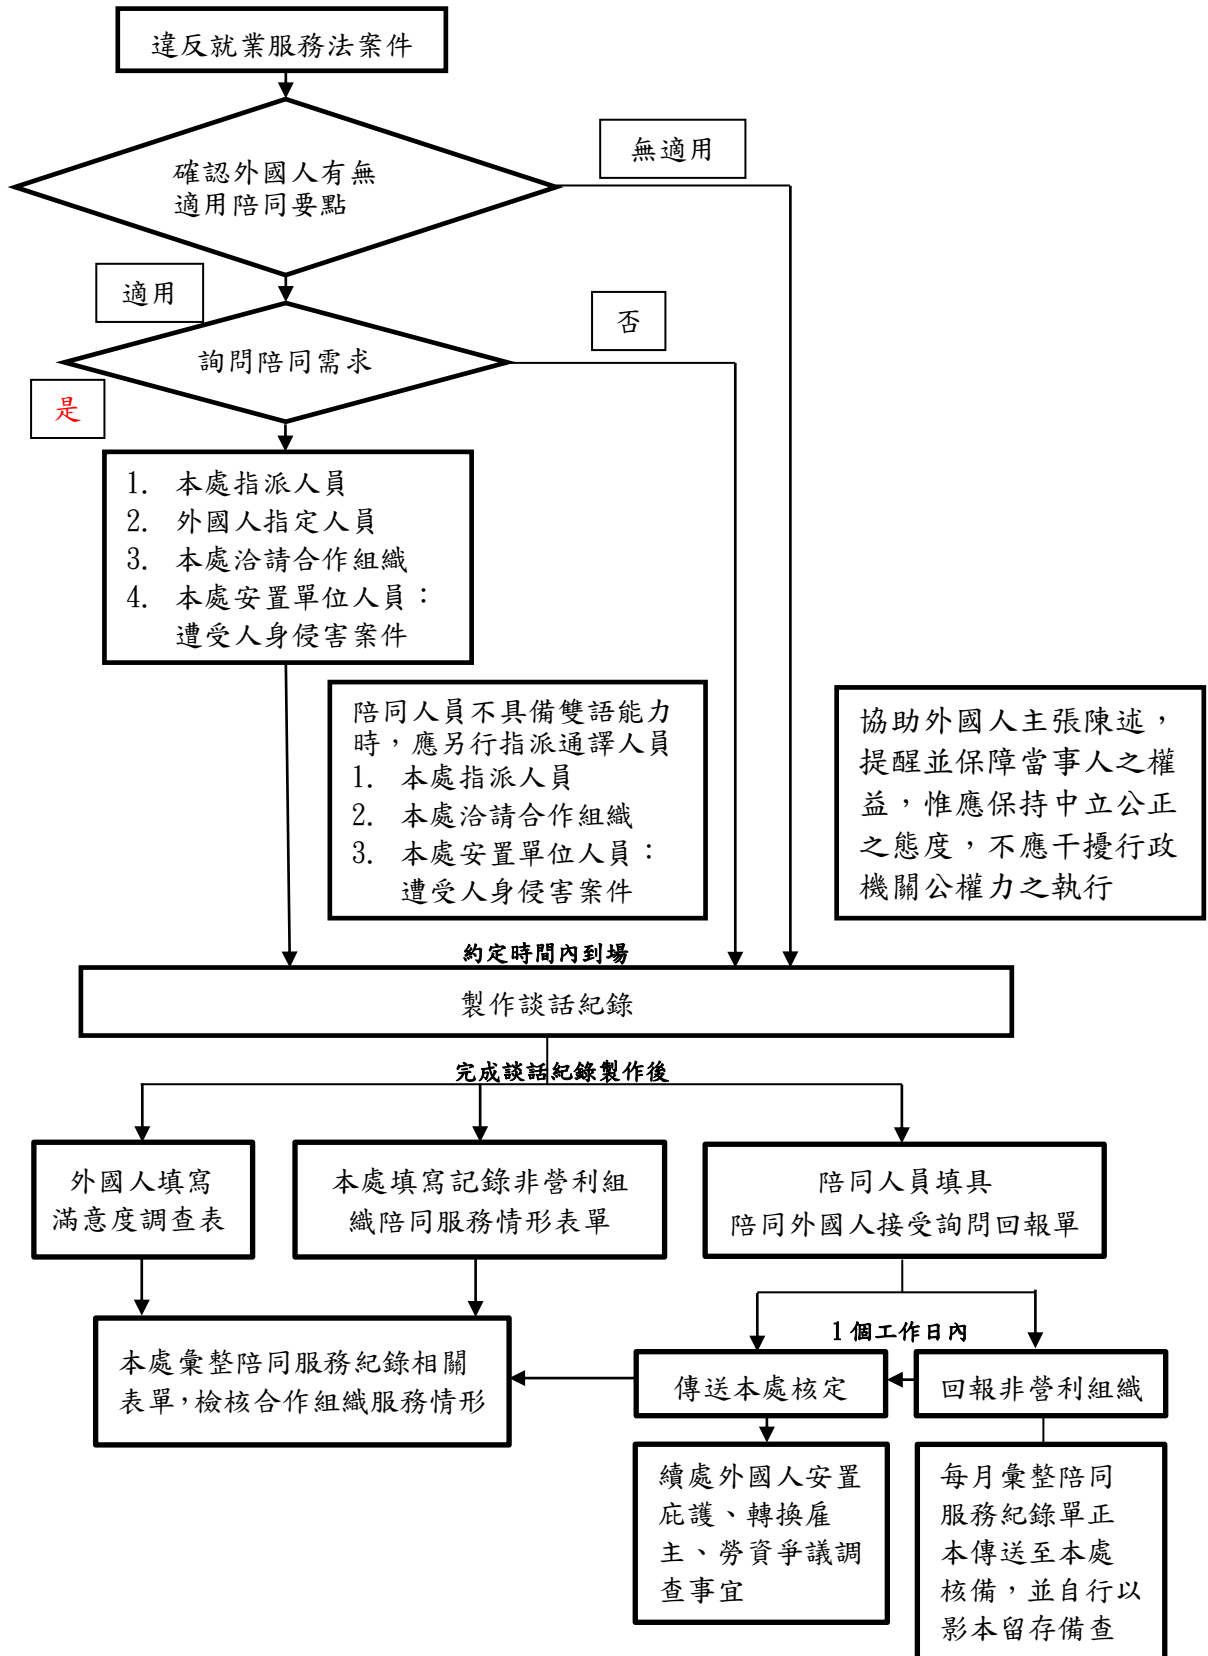 違反就業服務法案件
確認外國人有無
適用陪同要點
無適用
適用
詢問陪同需求
否
是
1. 本處指派人員
2. 外國人指定人員
3. 本處洽請合作組織
4. 本處安置單位人員：
遭受人身侵害案件
陪同人員不具備雙語能力
時，應另行指派通譯人員
1. 本處指派人員
2. 本處洽請合作組織
3. 本處安置單位人員：
遭受人身侵害案件
協助外國人主張陳述，
提醒並保障當事人之權
益，惟應保持中立公正
之態度，不應干擾行政
機關公權力之執行
約定時間內到場
製作談話紀錄
完成談話紀錄製作後
外國人填寫
滿意度調查表
本處填寫記錄非營利組
織陪同服務情形表單
陪同人員填具
陪同外國人接受詢問回報單
1個工作日內
本處彙整陪同服務紀錄相關
表單，檢核合作組織服務情形
傳送本處核定
回報非營利組織
續處外國人安置
庇護、轉換雇
主、勞資爭議調
查事宜
每月彙整陪同
服務紀錄單正
本傳送至本處
核備，並自行以
影本留存備查